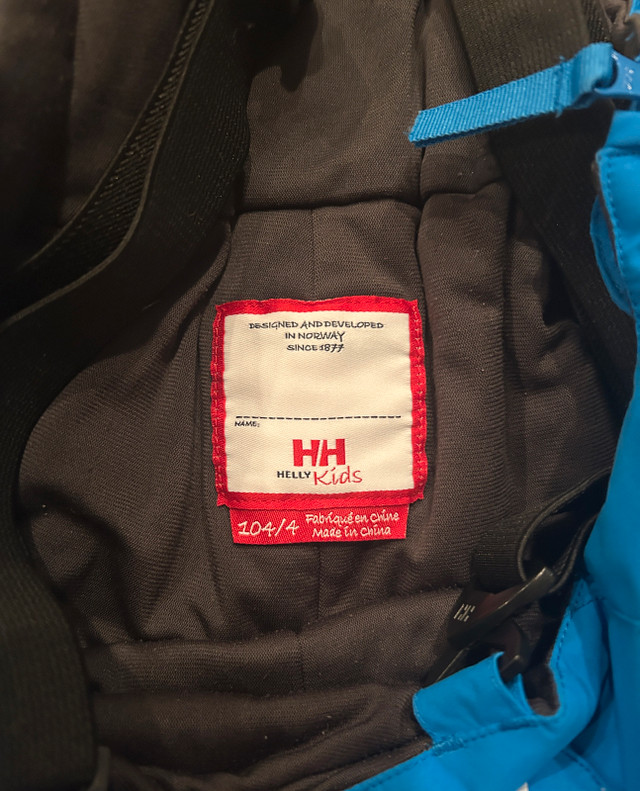 DESIGNED AND DEVELOPED
IN NORWAY
SINCE 1877
NAME:
HH
HELLY Kids
104/4 Fabriqué en Chine
Made in China